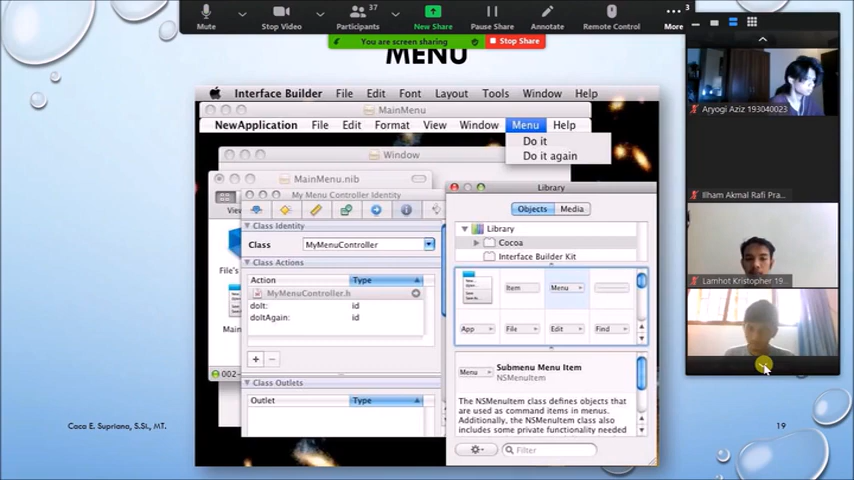 37
3
Mute
Stop Video
Participants
New Share
Pause Share
Annotate
Remote Control
More
You are screen sharing
Stop Share
MENU
Interface Builder File Edit Font Layout Tools Window Help
MainMenu
NewApplication File Edit Format View Window Menu Help
Do it
Do it again
Window
MainMenu.nib
My Menu Controller Identity
Library
Objects Media
Class Identity
Class MyMenuController
Class Actions
Action Type
MyMenuController.h
doIt: id
doItAgain: id
Class Outlets
Outlet Type
Library
Cocoa
Interface Builder Kit
Item Menu
App File Edit Find
Menu Submenu Menu Item
NSMenuItem
The NSMenuItem class defines objects that
are used as command items in menus.
Additionally, the NSMenuItem class also
includes some private functionality needed
Filter
Aryogi Aziz 193040023
Ilham Akmal Rafi Pra...
Lamhot Kristopher 19...
Caca E. Supriana, S.Si., MT.
19